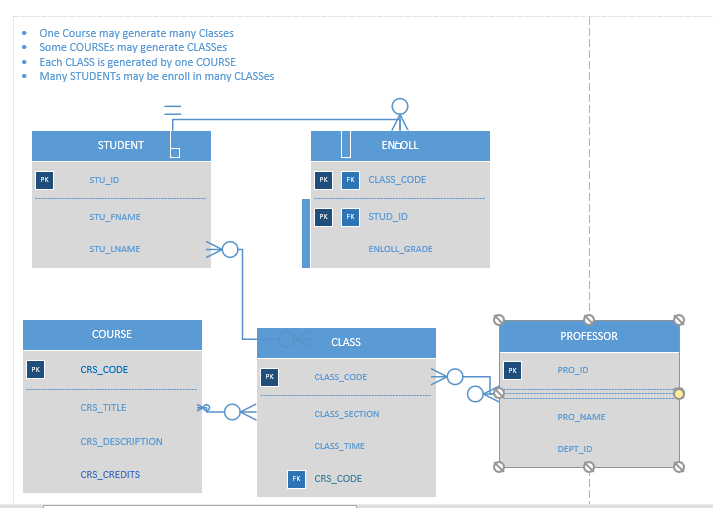 One Course may generate many Classes
Some COURSEs may generate CLASSes
Each CLASS is generated by one COURSE
Many STUDENTs may be enroll in many CLASSes
STUDENT
PK STU_ID
STU_FNAME
STU_LNAME
ENLOLL
PK FK CLASS_CODE
PK FK STUD_ID
ENLOLL_GRADE
COURSE
PK CRS_CODE
CRS_TITLE
CRS_DESCRIPTION
CRS_CREDITS
CLASS
PK CLASS_CODE
CLASS_SECTION
CLASS_TIME
FK CRS_CODE
PROFESSOR
PK PRO_ID
PRO_NAME
DEPT_ID